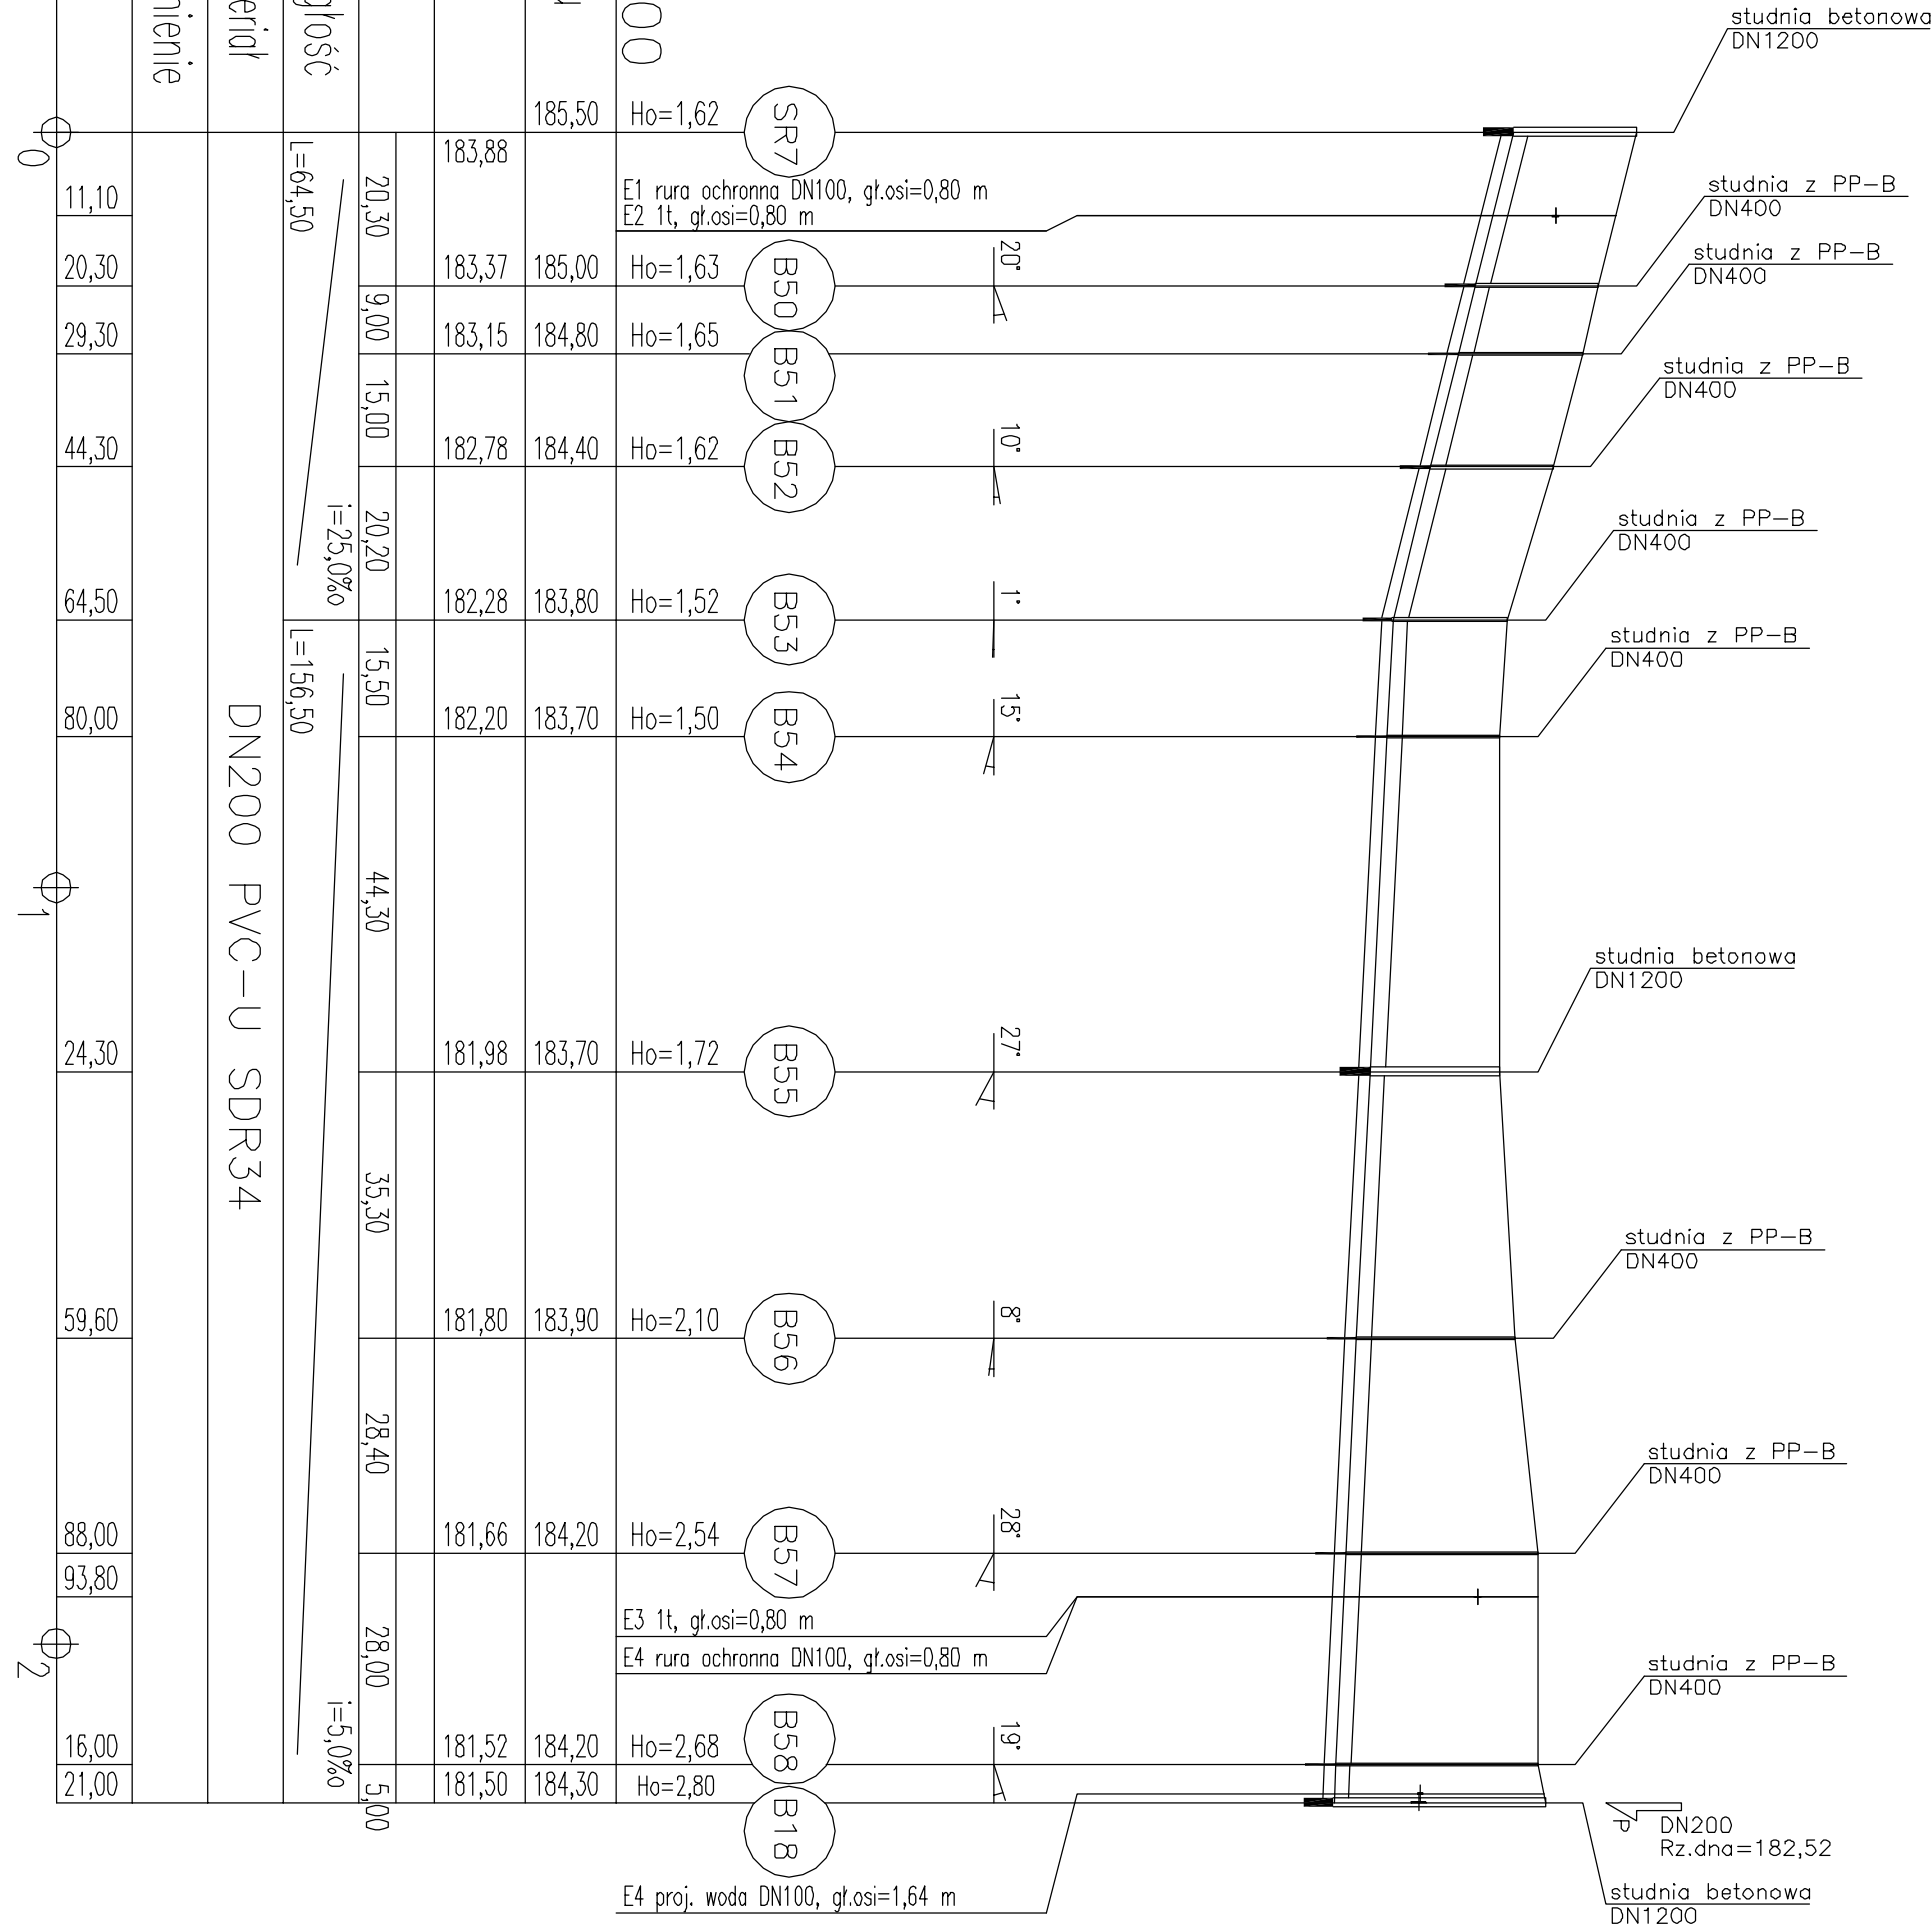 studnia betonowa
DN1200
00
185,50 Ho=1,62 SR7
183,88
E1 rura ochronna DN100, gł.osi=0,80 m
E2 1t, gł.osi=0,80 m
11,10
studnia z PP-B
DN400
20,30 183,37 185,00 Ho=1,63 B50 20°
studnia z PP-B
DN400
29,30 183,15 184,80 Ho=1,65 B51
studnia z PP-B
DN400
44,30 182,78 184,40 Ho=1,62 B52 10°
studnia z PP-B
DN400
64,50 182,28 183,80 Ho=1,52 B53 1°
studnia z PP-B
DN400
80,00 182,20 183,70 Ho=1,50 B54 15°
studnia betonowa
DN1200
24,30 181,98 183,70 Ho=1,72 B55 27°
studnia z PP-B
DN400
59,60 181,80 183,90 Ho=2,10 B56 8°
studnia z PP-B
DN400
88,00 181,66 184,20 Ho=2,54 B57 28°
93,80
E3 1t, gł.osi=0,80 m
E4 rura ochronna DN100, gł.osi=0,80 m
studnia z PP-B
DN400
16,00 181,52 184,20 Ho=2,68 B58 19°
21,00 181,50 184,30 Ho=2,80 B18
P
DN200
Rz.dna=182,52
studnia betonowa
DN1200
E4 proj. woda DN100, gł.osi=1,64 m
20,30 9,00 15,00 20,20 15,50 44,30 35,30 28,40 28,00 5,00
głość
L=64,50 i=25,0‰
L=156,50 i=5,0‰
eriał
DN200 PVC-U SDR34
nienie
0 1 2